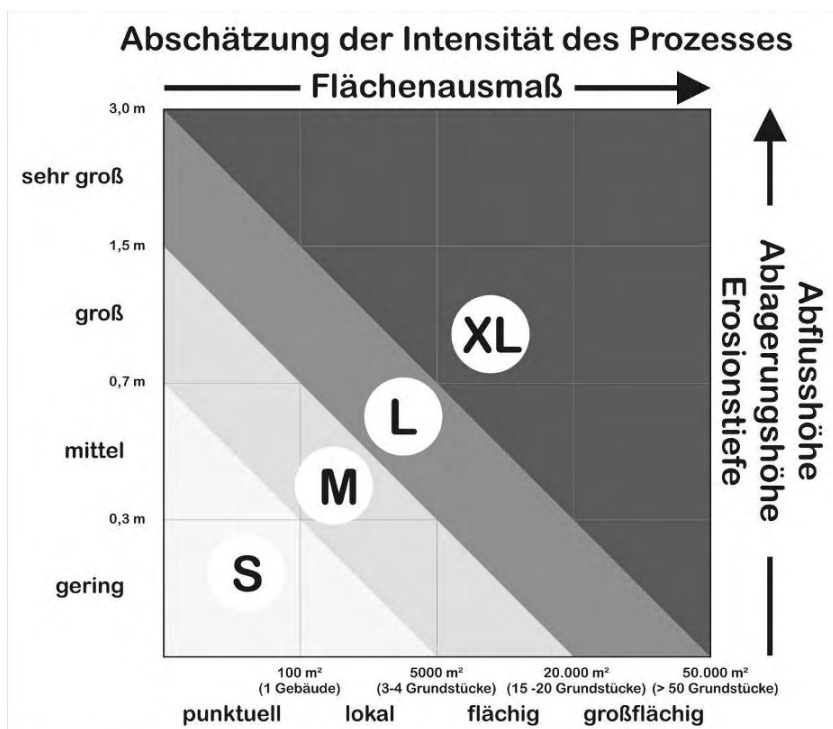 Abschätzung der Intensität des Prozesses
Flächenausmaß
3,0 m
sehr groß
1,5 m
groß
0,7 m
mittel
0,3 m
gering
XL
L
M
S
Abflusshöhe
Ablagerungshöhe
Erosionstiefe
100 m² 5000 m² 20.000 m² 50.000 m²
(1 Gebäude) (3-4 Grundstücke) (15 -20 Grundstücke) (> 50 Grundstücke)
punktuell lokal flächig großflächig